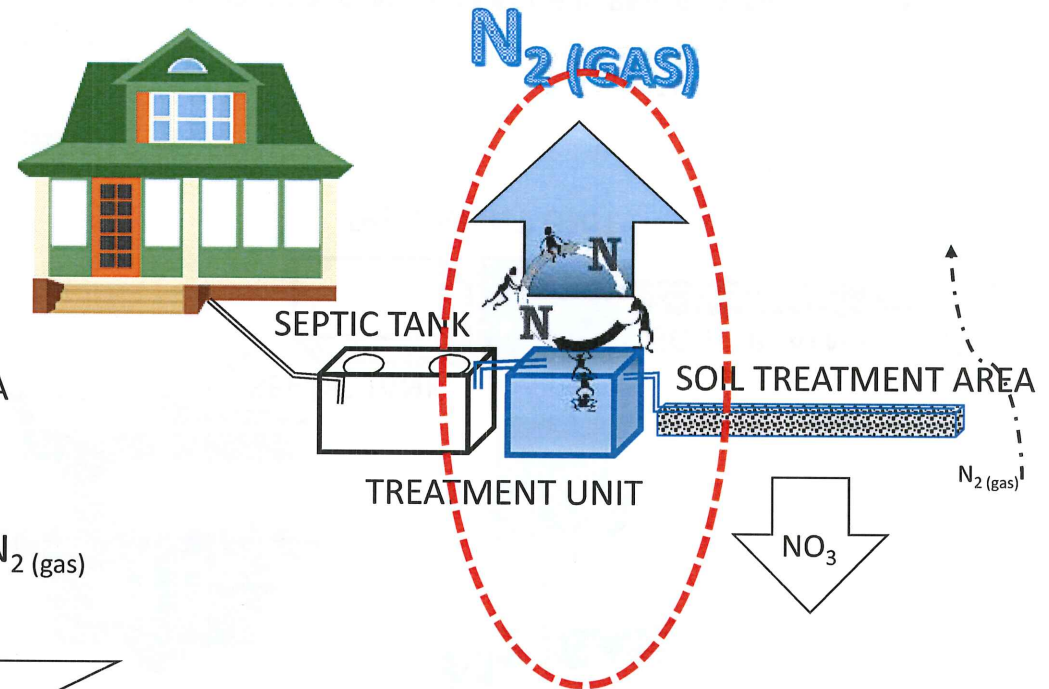 N2 (GAS)
N
N
SEPTIC TANK
SOIL TREATMENT AREA
A
TREATMENT UNIT
N2 (gas)
NO3
N2 (gas)